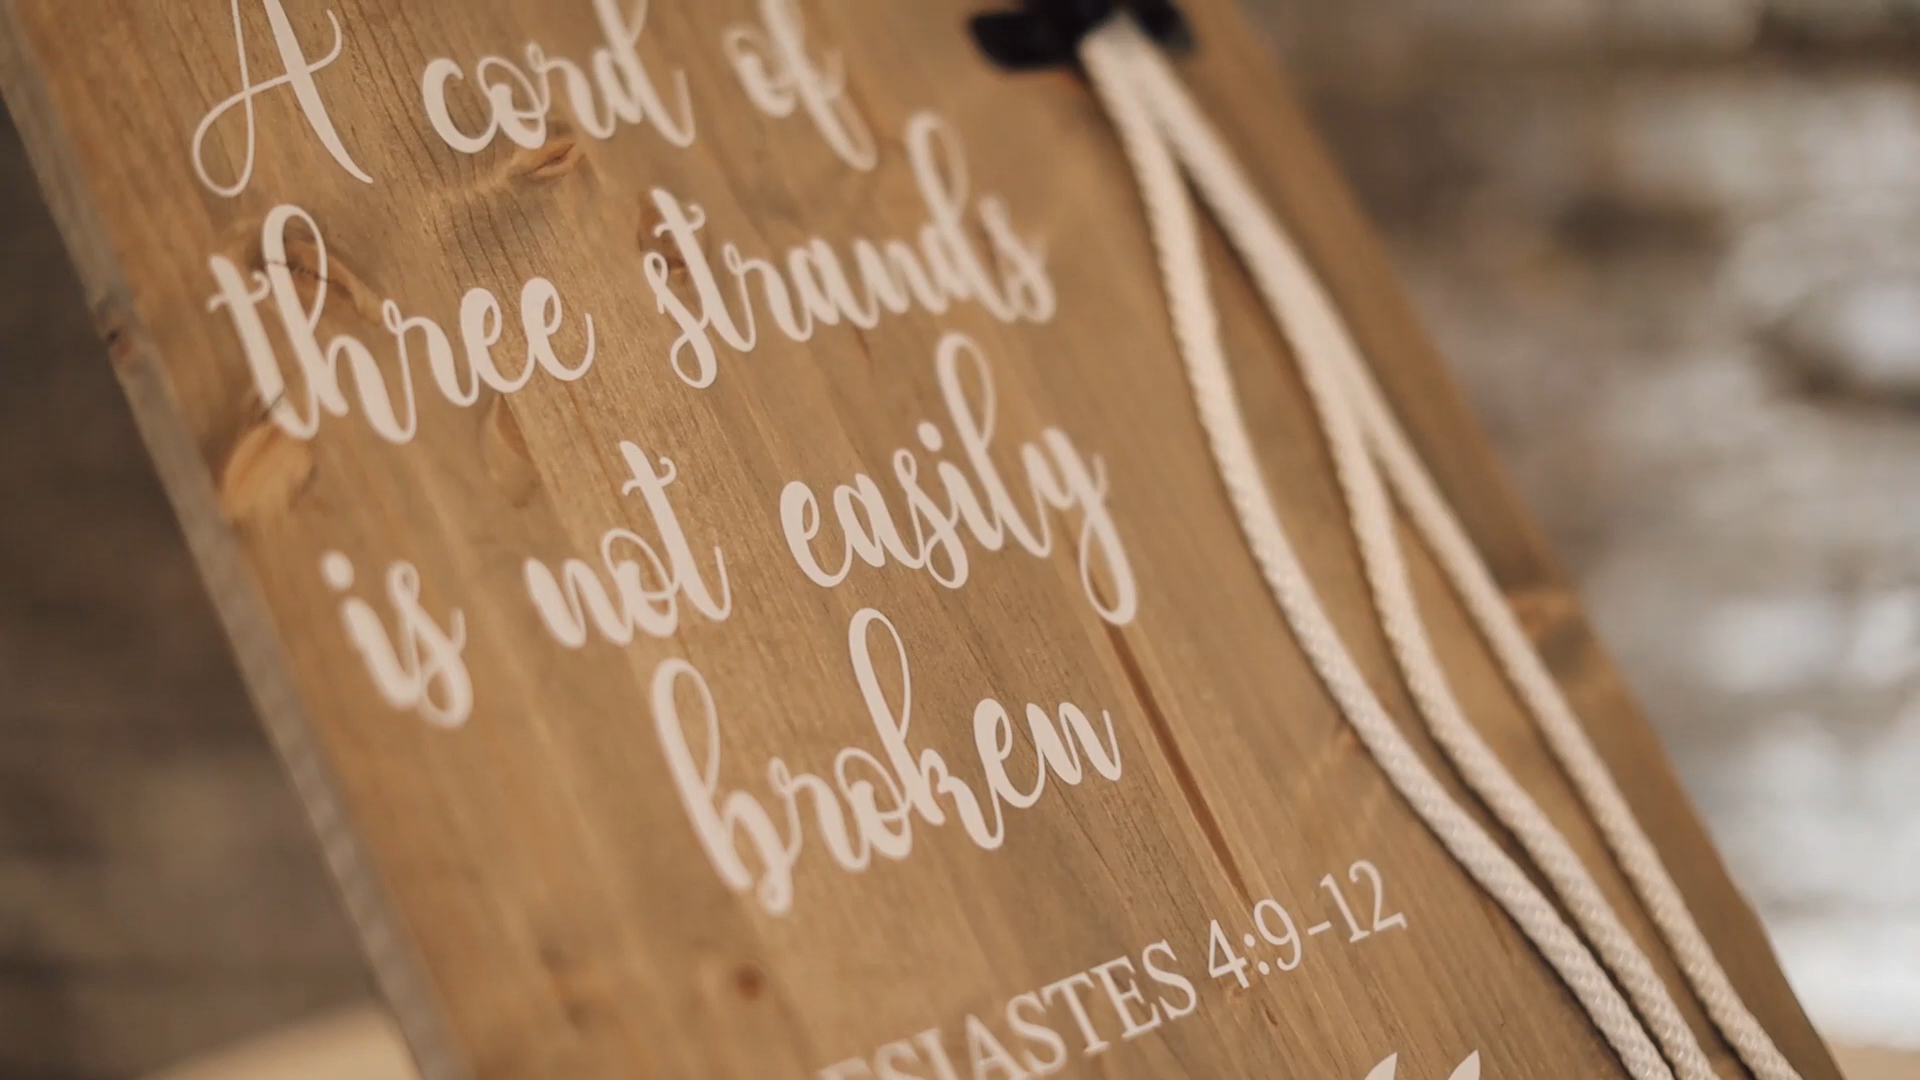 A cord of
three strands
is not easily
broken
ESIASTES 4:9-12